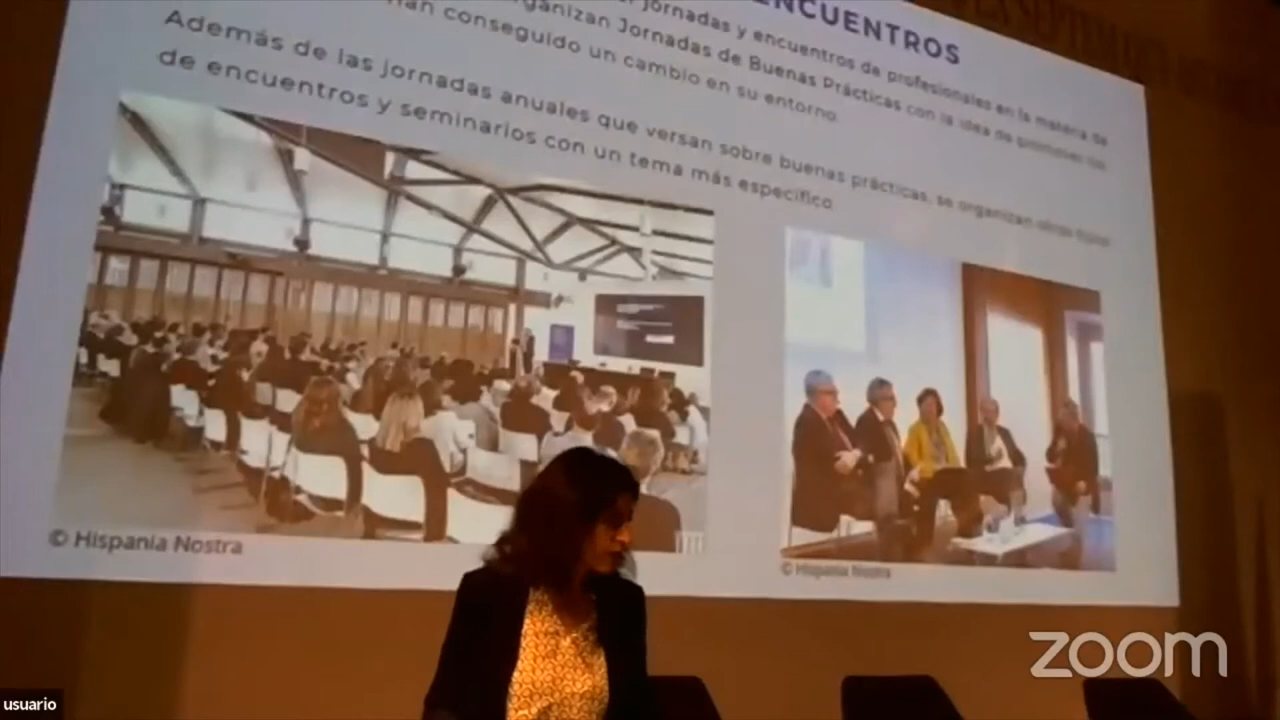 ENCUENTROS
jornadas y encuentros de profesionales en la materia de
organizan Jornadas de Buenas Prácticas con la idea de
han conseguido un cambio en su entorno.
Además de las jornadas anuales que versan sobre buenas prácticas, se organizan otros
de encuentros y seminarios con un tema más específico.
© Hispania Nostra
© Hispania Nostra
zoom
usuario